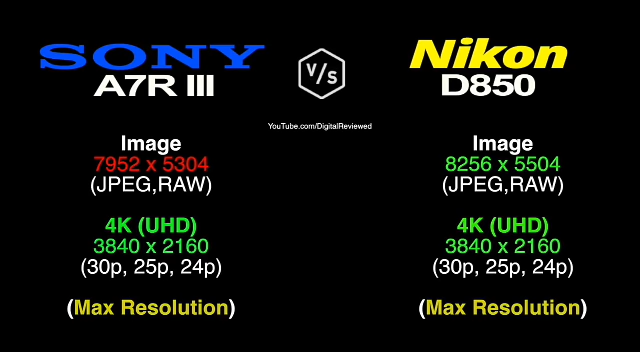 SONY
A7R III
V/S
Nikon
D850
YouTube.com/DigitalReviewed
Image
7952 x 5304
(JPEG,RAW)
4K (UHD)
3840 x 2160
(30p, 25p, 24p)
(Max Resolution)
Image
8256 x 5504
(JPEG,RAW)
4K (UHD)
3840 x 2160
(30p, 25p, 24p)
(Max Resolution)